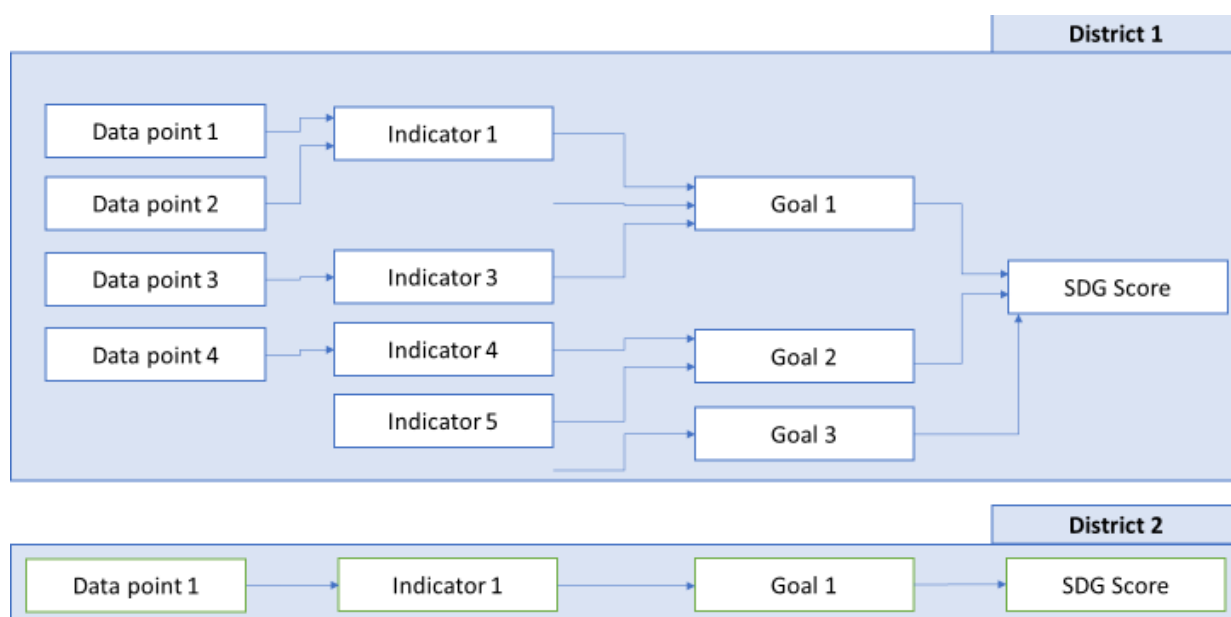 District 1
Data point 1
Indicator 1
Data point 2
Goal 1
Data point 3
Indicator 3
SDG Score
Data point 4
Indicator 4
Goal 2
Indicator 5
Goal 3
District 2
Data point 1
Indicator 1
Goal 1
SDG Score